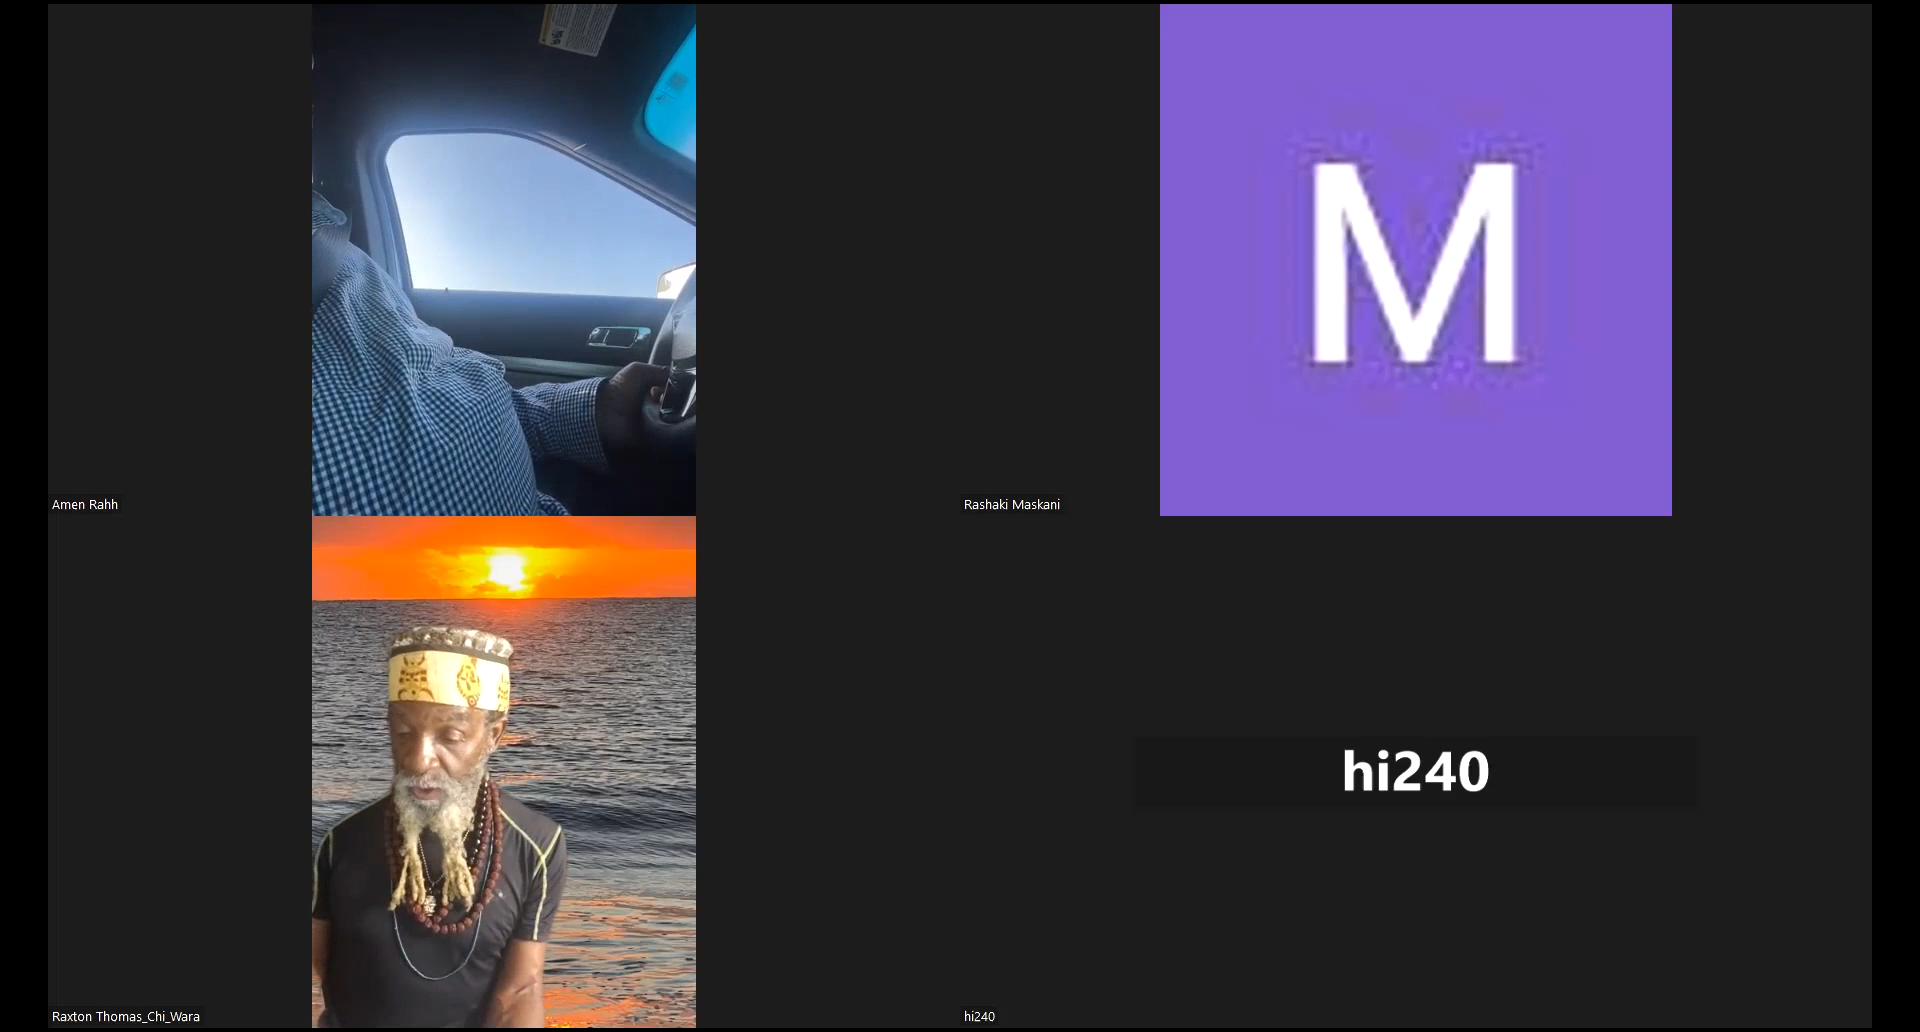 M
Amen Rahh
Rashaki Maskani
hi240
Raxton Thomas_Chi_Wara
hi240